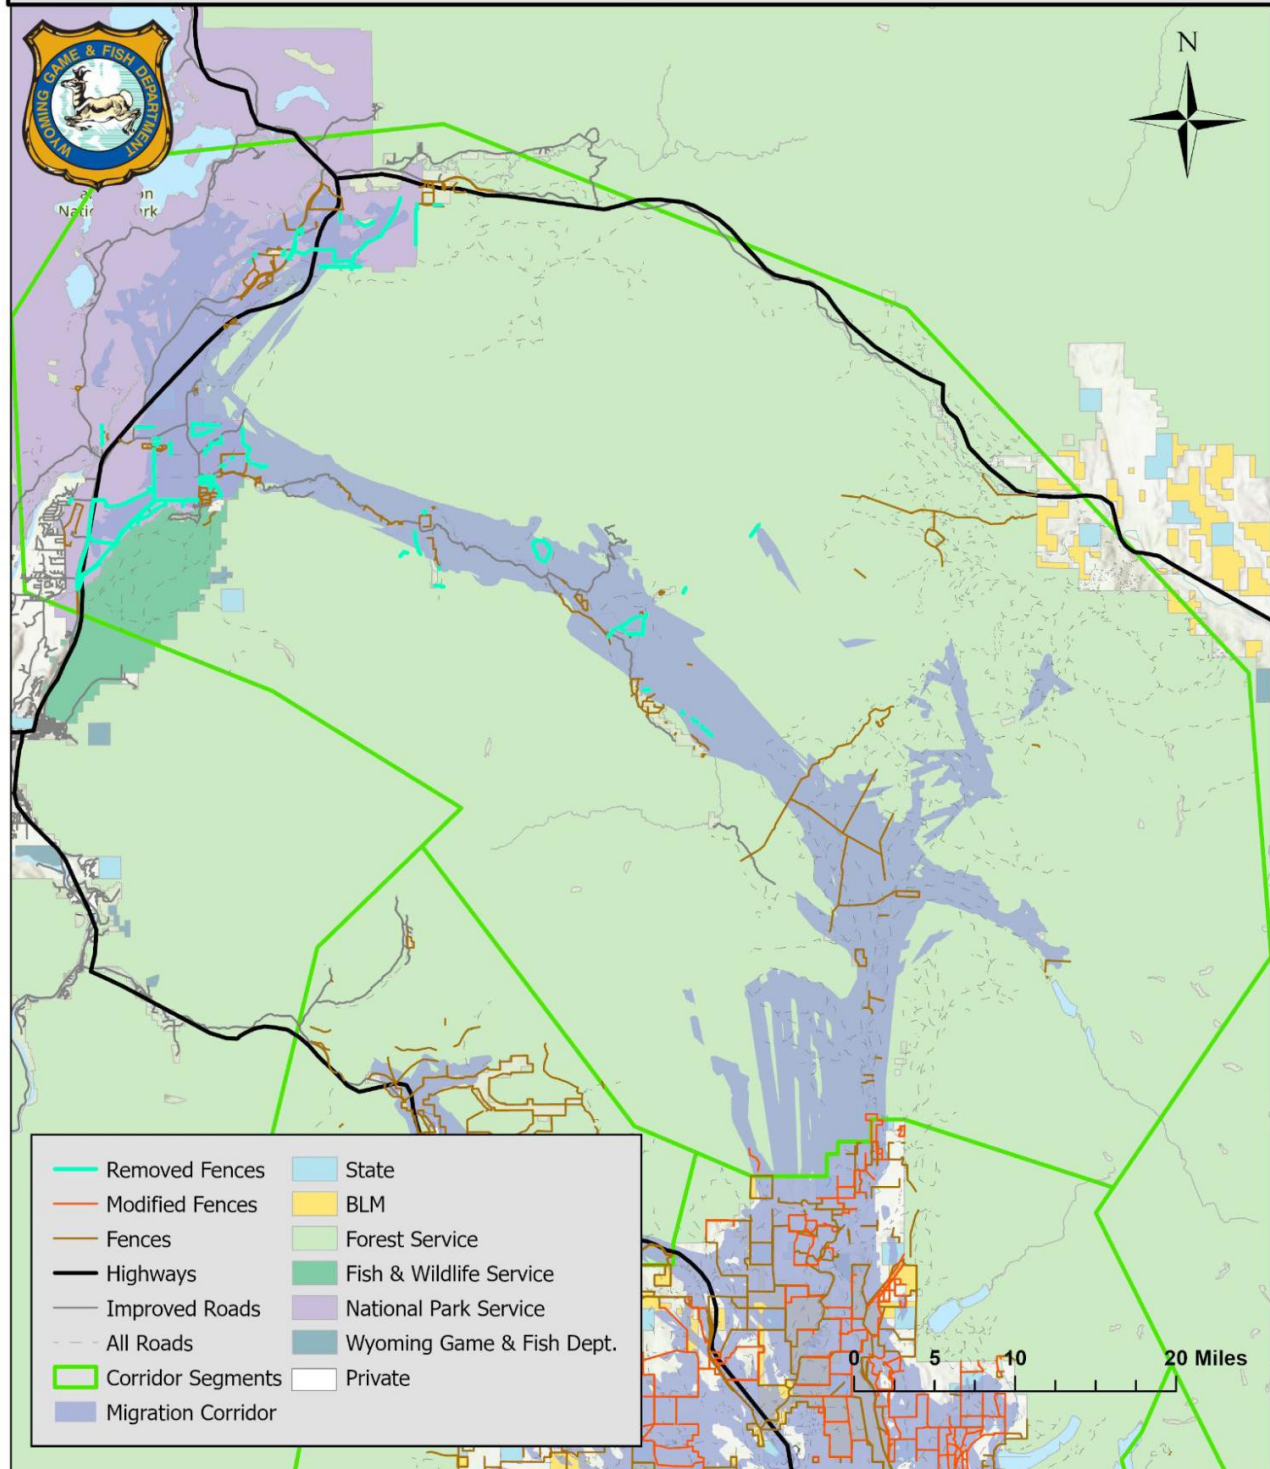 WYOMING GAME & FISH DEPARTMENT
N
Removed Fences
Modified Fences
Fences
Highways
Improved Roads
All Roads
Corridor Segments
Migration Corridor
State
BLM
Forest Service
Fish & Wildlife Service
National Park Service
Wyoming Game & Fish Dept.
Private
0 5 10 20 Miles